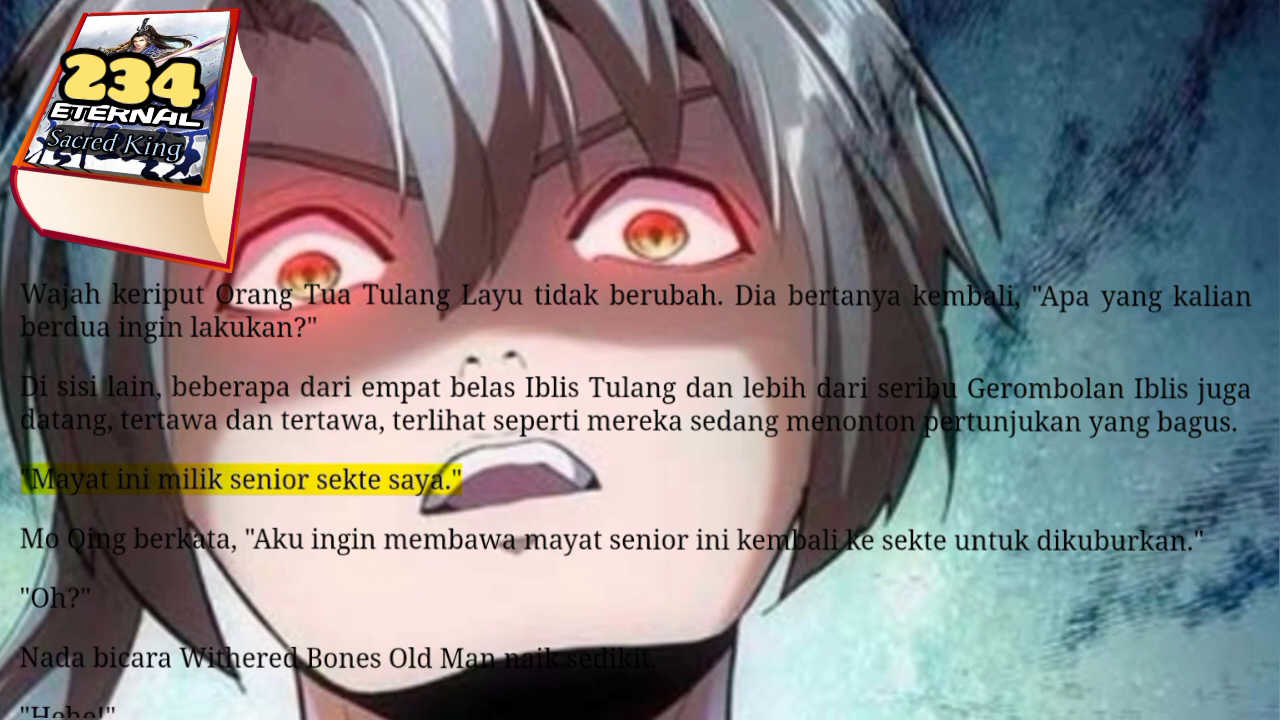 234
ETERNAL
Sacred King
Wajah keriput Orang Tua Tulang Layu tidak berubah. Dia bertanya kembali, "Apa yang kalian
berdua ingin lakukan?"
Di sisi lain, beberapa dari empat belas Iblis Tulang dan lebih dari seribu Gerombolan Iblis juga
datang, tertawa dan tertawa, terlihat seperti mereka sedang menonton pertunjukan yang bagus.
"Mayat ini milik senior sekte saya."
Mo Qing berkata, "Aku ingin membawa mayat senior ini kembali ke sekte untuk dikuburkan."
"Oh?"
Nada bicara Withered Bones Old Man naik sedikit.
"Hehe!"